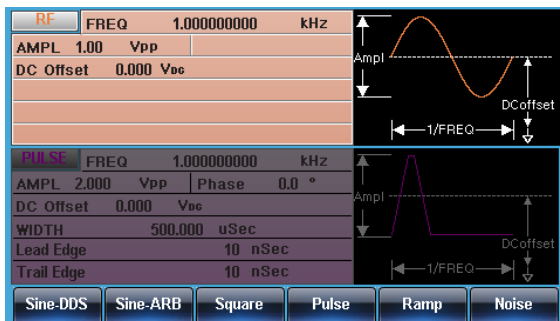 RF FREQ 1.000000000 kHz
AMPL 1.00 Vpp
DC Offset 0.000 VDC
Ampl
DCoffset
1/FREQ
PULSE FREQ 1.000000000 kHz
AMPL 2.000 Vpp Phase 0.0 °
DC Offset 0.000 VDC
WIDTH 500.000 uSec
Lead Edge 10 nSec
Trail Edge 10 nSec
Ampl
DCoffset
1/FREQ
Sine-DDS Sine-ARB Square Pulse Ramp Noise